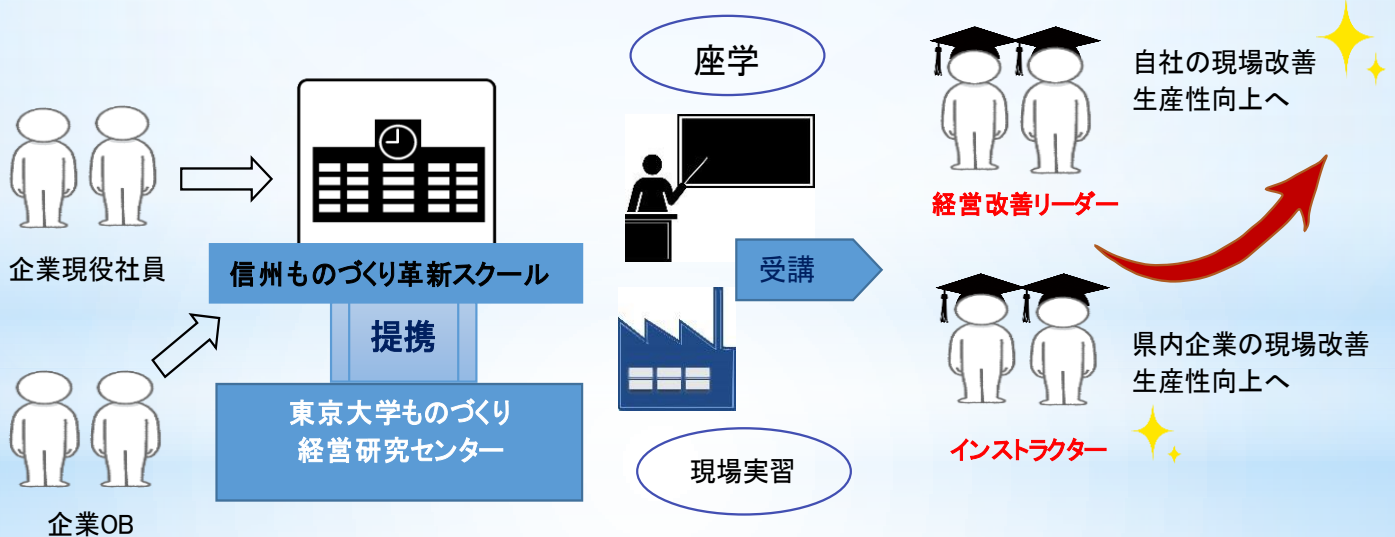 企業現役社員
企業OB
信州ものづくり革新スクール
提携
東京大学ものづくり
経営研究センター
座学
現場実習
受講
経営改善リーダー
自社の現場改善
生産性向上へ
インストラクター
県内企業の現場改善
生産性向上へ